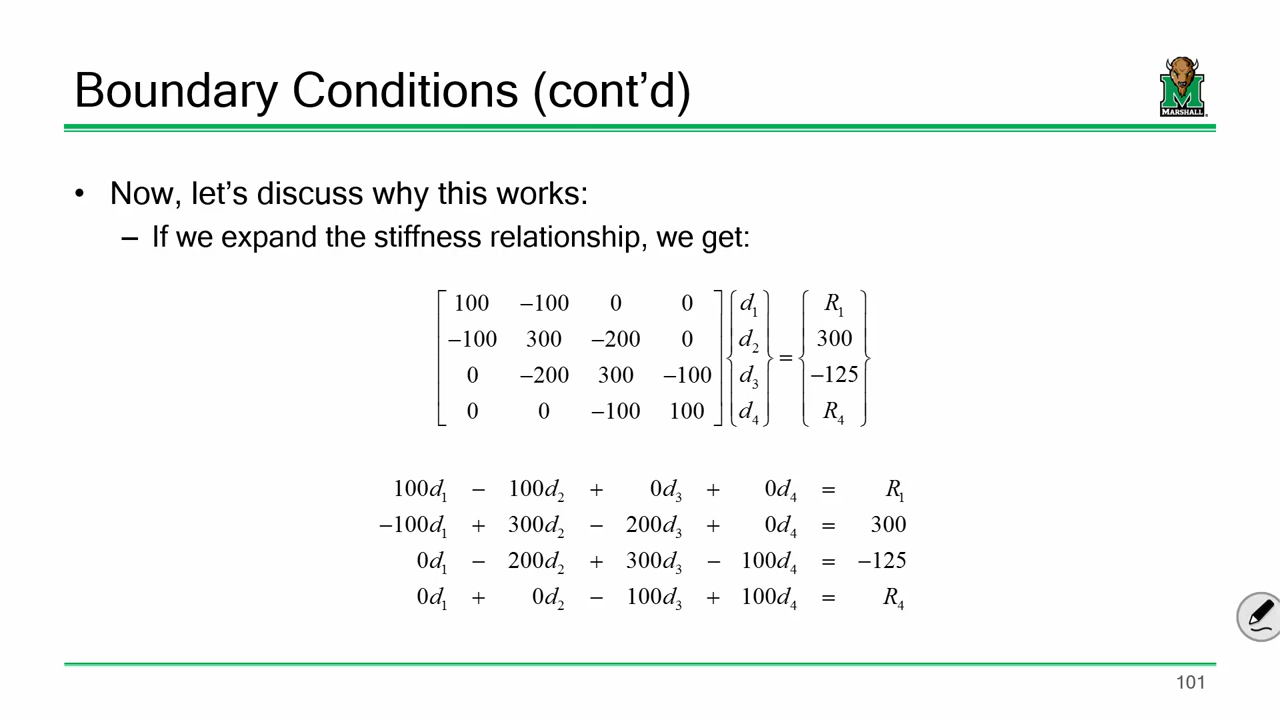 Boundary Conditions (cont’d)
MARSHALL
• Now, let’s discuss why this works:
– If we expand the stiffness relationship, we get:
[ 100 −100 0 0 ] { d₁ } { R₁ }
[ −100 300 −200 0 ] { d₂ } = { 300 }
[ 0 −200 300 −100 ] { d₃ } { −125 }
[ 0 0 −100 100 ] { d₄ } { R₄ }
100d₁ − 100d₂ + 0d₃ + 0d₄ = R₁
−100d₁ + 300d₂ − 200d₃ + 0d₄ = 300
0d₁ − 200d₂ + 300d₃ − 100d₄ = −125
0d₁ + 0d₂ − 100d₃ + 100d₄ = R₄
101